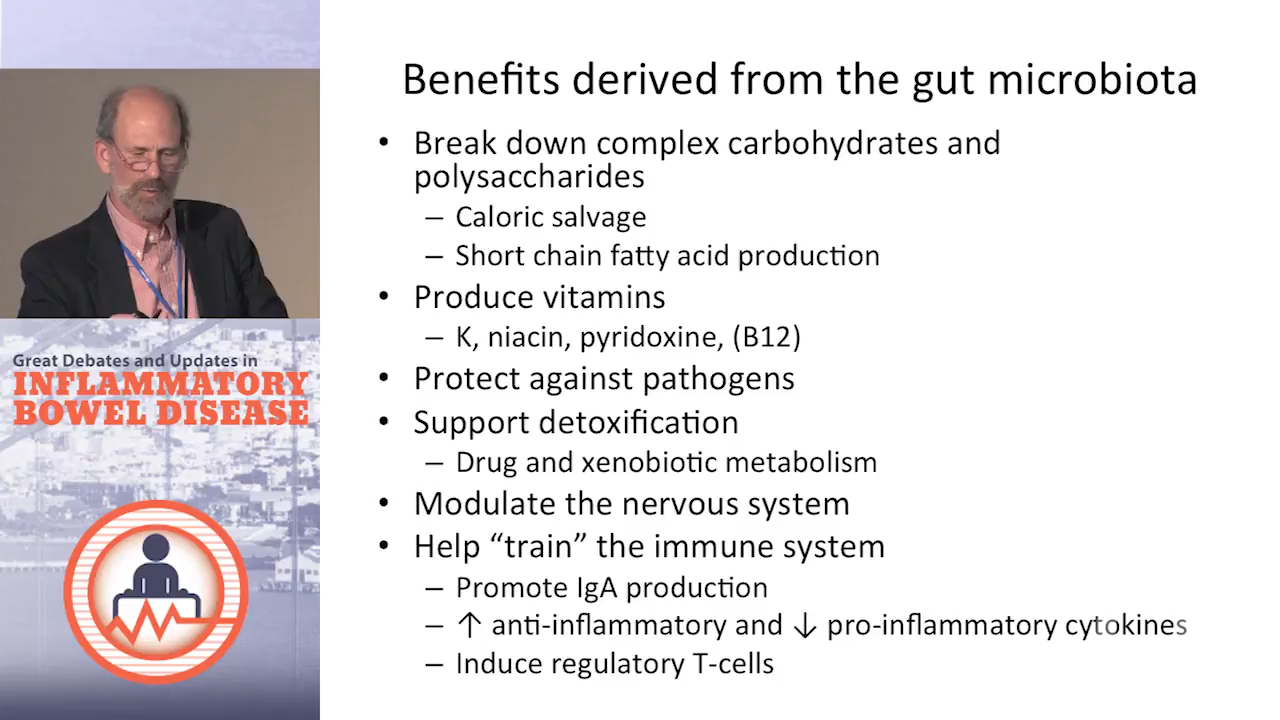 Great Debates and Updates in
INFLAMMATORY
BOWEL DISEASE
Benefits derived from the gut microbiota
• Break down complex carbohydrates and
polysaccharides
– Caloric salvage
– Short chain fatty acid production
• Produce vitamins
– K, niacin, pyridoxine, (B12)
• Protect against pathogens
• Support detoxification
– Drug and xenobiotic metabolism
• Modulate the nervous system
• Help “train” the immune system
– Promote IgA production
– ↑ anti-inflammatory and ↓ pro-inflammatory cytokines
– Induce regulatory T-cells